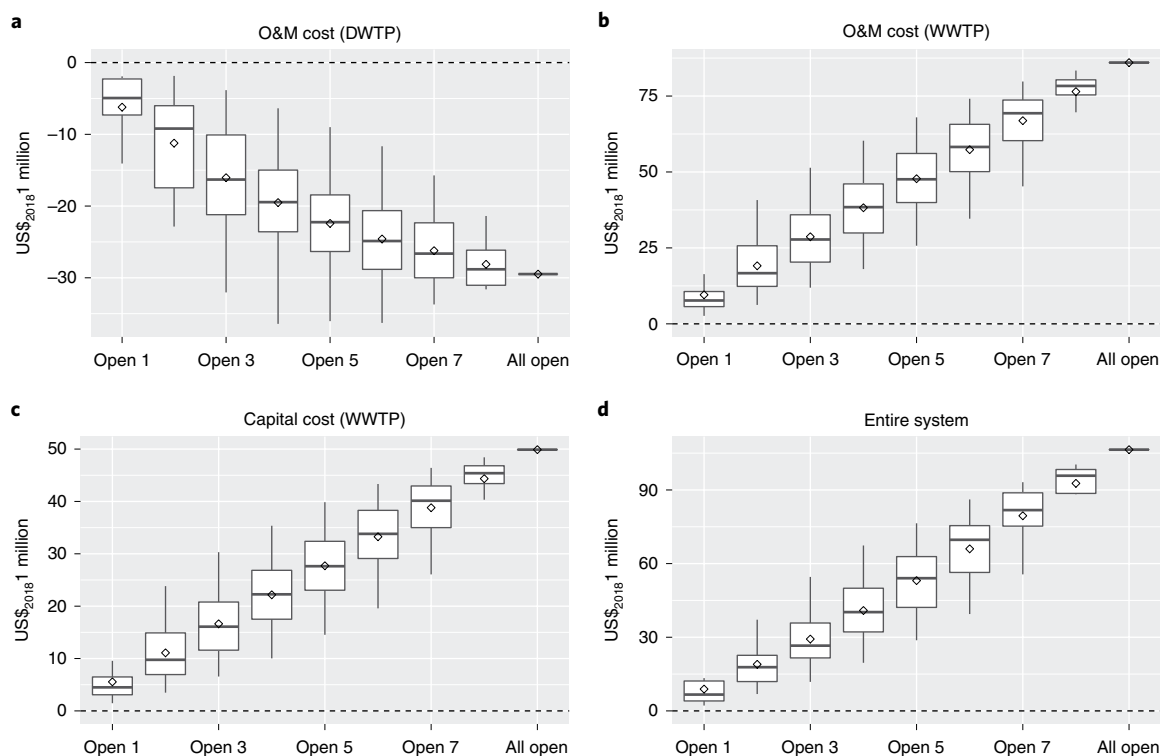 a
O&M cost (DWTP)
US$2018 1 million
0
–10
–20
–30
Open 1
Open 3
Open 5
Open 7
All open
b
O&M cost (WWTP)
US$2018 1 million
75
50
25
0
Open 1
Open 3
Open 5
Open 7
All open
c
Capital cost (WWTP)
US$2018 1 million
50
40
30
20
10
0
Open 1
Open 3
Open 5
Open 7
All open
d
Entire system
US$2018 1 million
90
60
30
0
Open 1
Open 3
Open 5
Open 7
All open